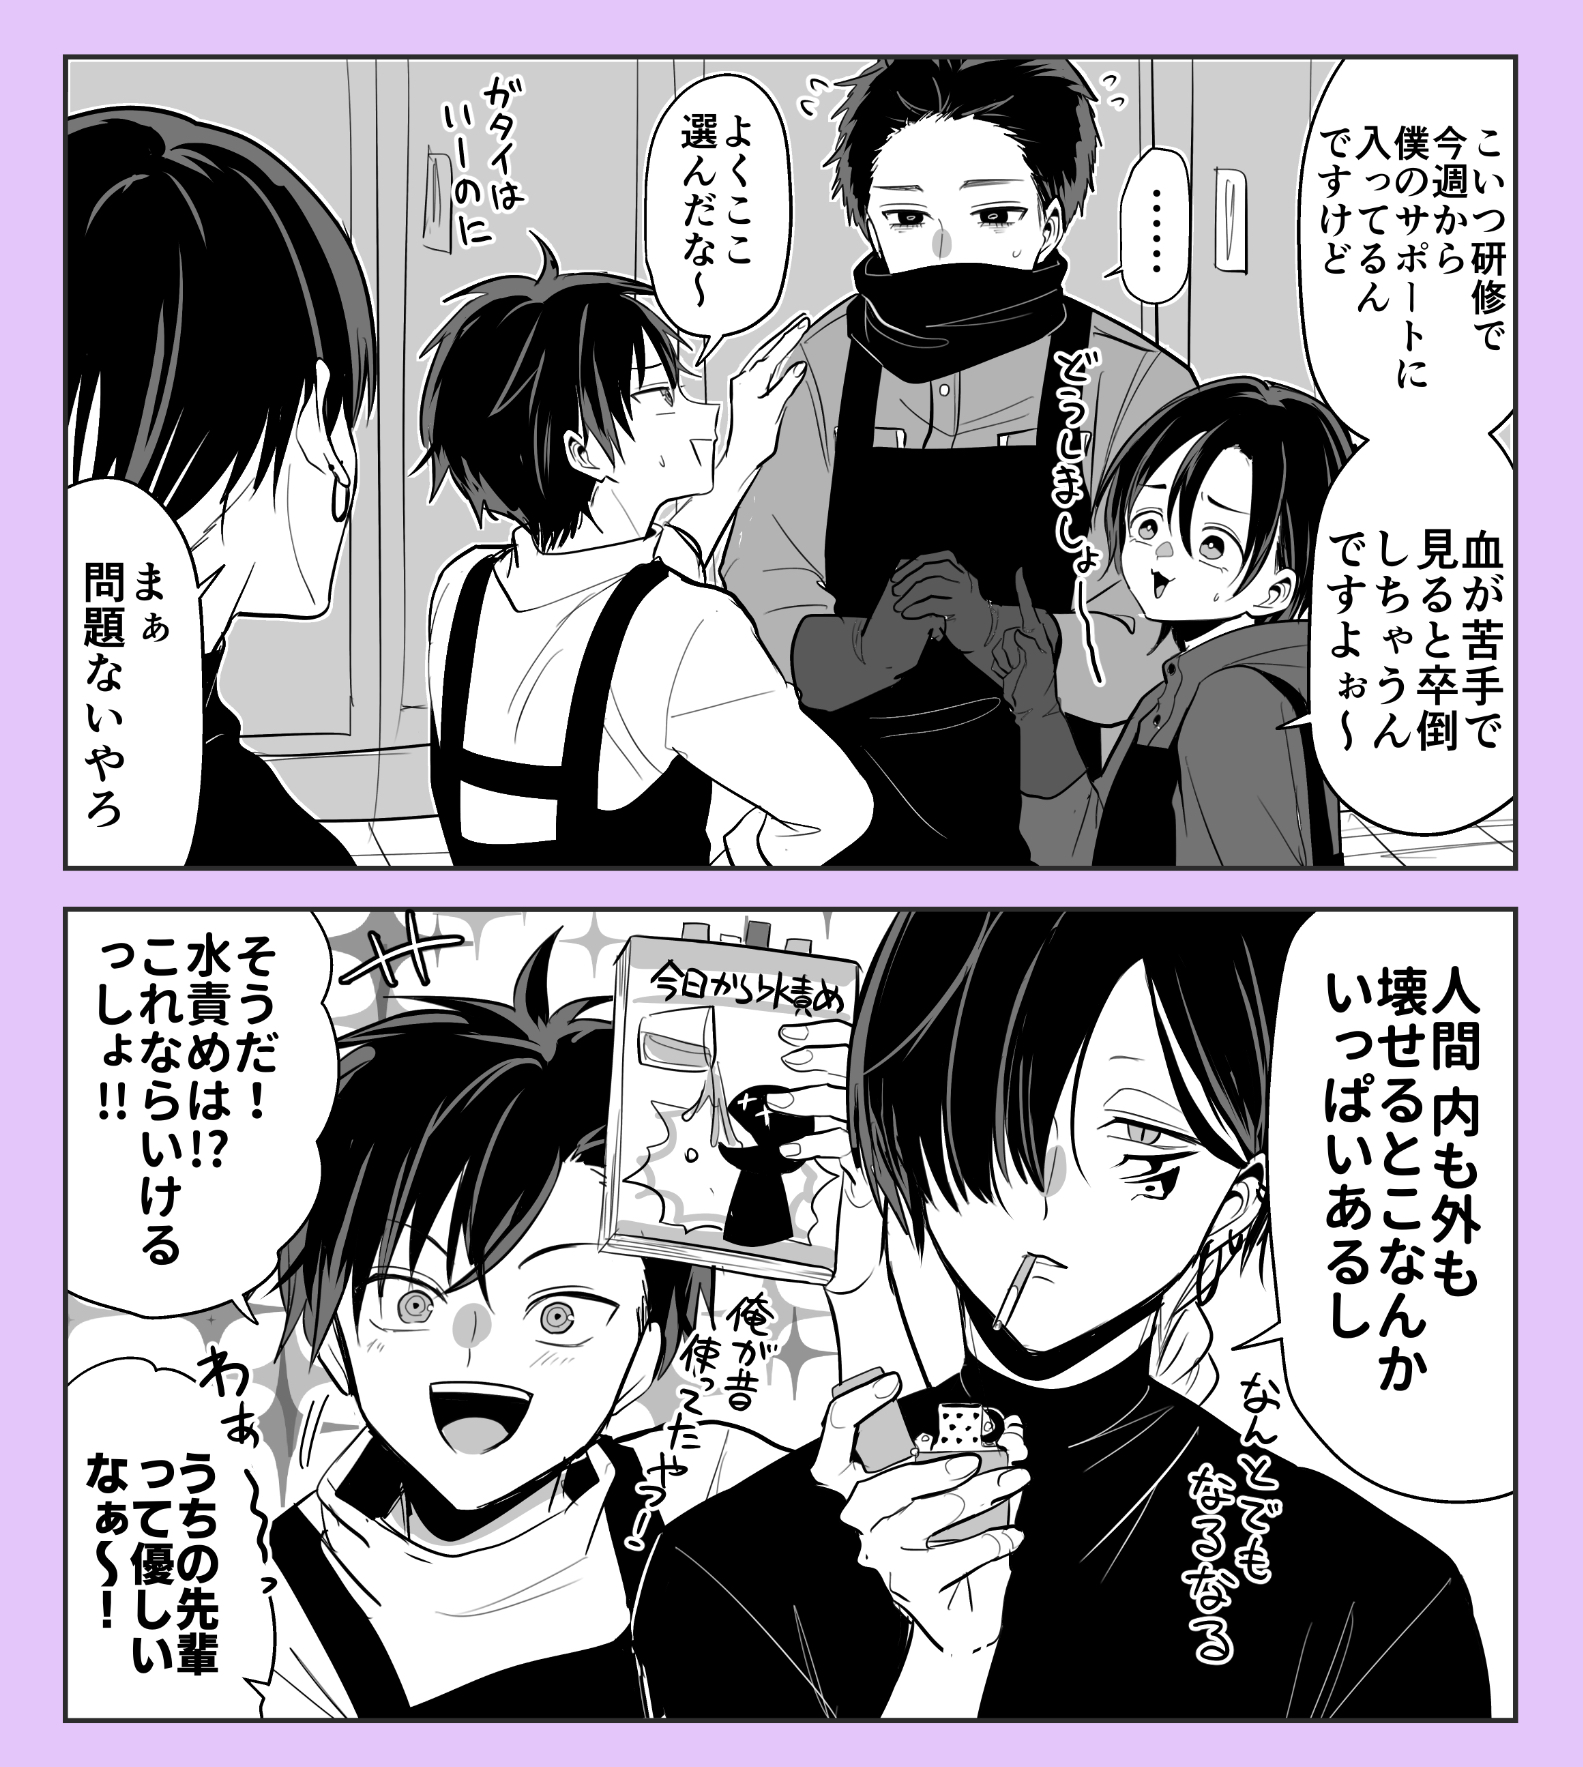 こいつ研修で
今週から
僕のサポートに
入ってるん
ですけど
血が苦手で
見ると卒倒
しちゃうん
ですよぉ〜
どうしましょー
……
よくここ
選んだな〜
ガタイは
いーのに
まぁ
問題ないやろ
人間 内も外も
壊せるとこなんか
いっぱいあるし
なんとでも
なるなる
今日から水責め
俺が昔
使ってたやつ!
そうだ!
水責めは!?
これならいける
っしょ!!
わぁ〜〜っ
うちの先輩
って優しい
なぁ〜!